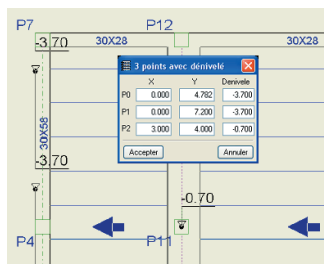 P7
P12
-3.70
30X28
30X28
3 points avec dénivelé
X Y Denivele
P0 0.000 4.782 -3.700
P1 0.000 7.200 -3.700
P2 3.000 4.000 -0.700
Accepter Annuler
30X58
-3.70
-0.70
P4
P11